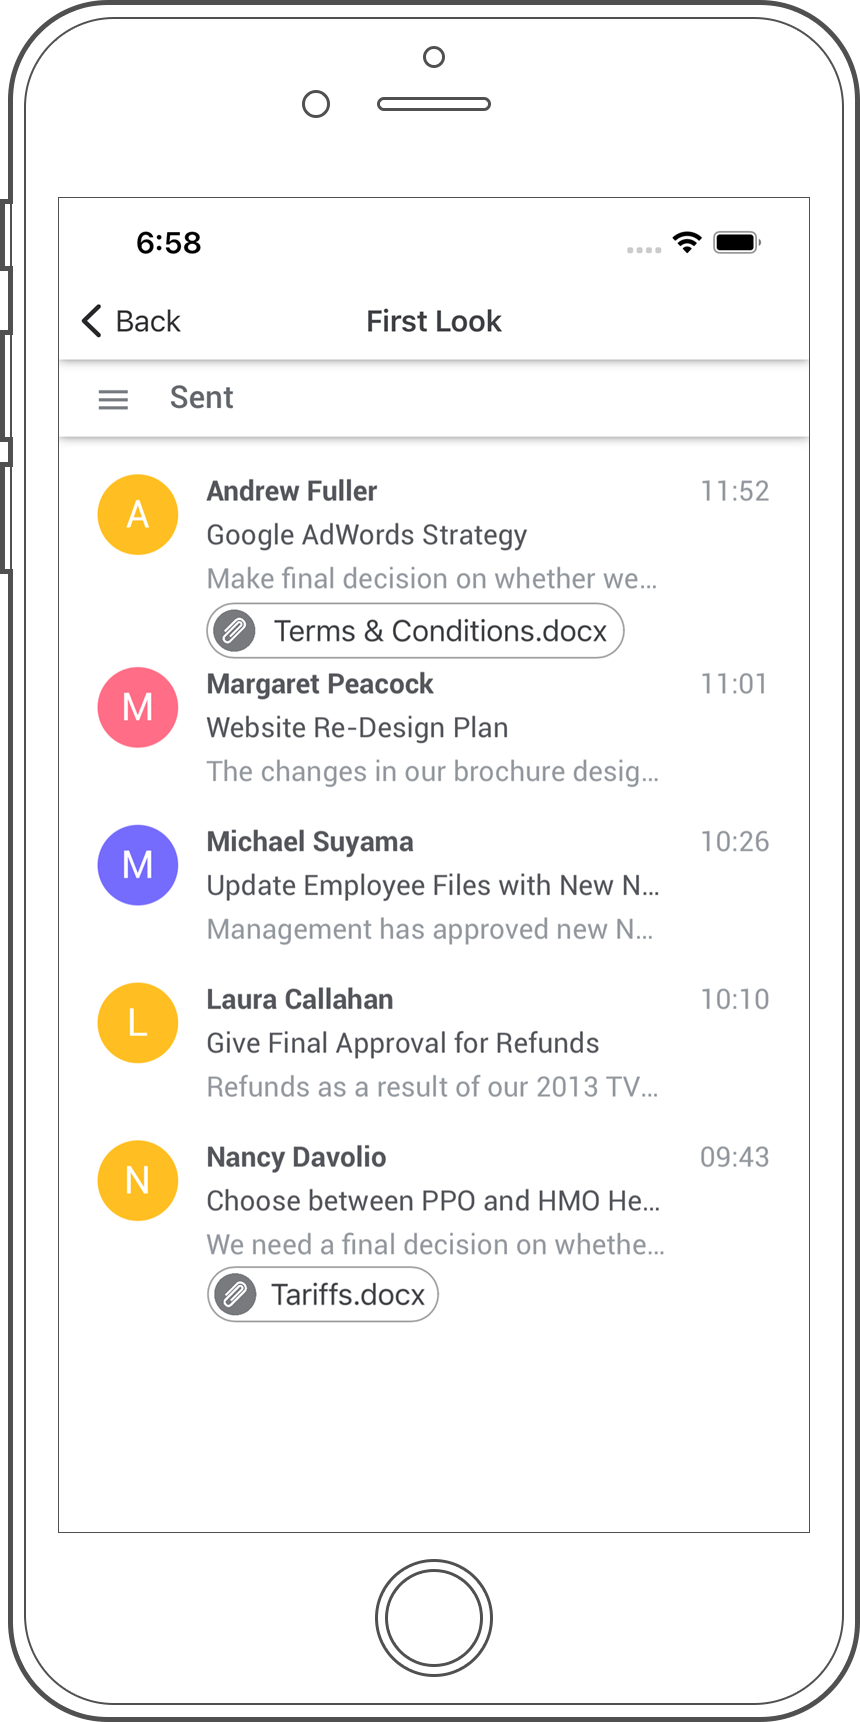 6:58
Back
First Look
Sent
A
Andrew Fuller
11:52
Google AdWords Strategy
Make final decision on whether we...
Terms & Conditions.docx
M
Margaret Peacock
11:01
Website Re-Design Plan
The changes in our brochure desig...
M
Michael Suyama
10:26
Update Employee Files with New N...
Management has approved new N...
L
Laura Callahan
10:10
Give Final Approval for Refunds
Refunds as a result of our 2013 TV...
N
Nancy Davolio
09:43
Choose between PPO and HMO He...
We need a final decision on whethe...
Tariffs.docx